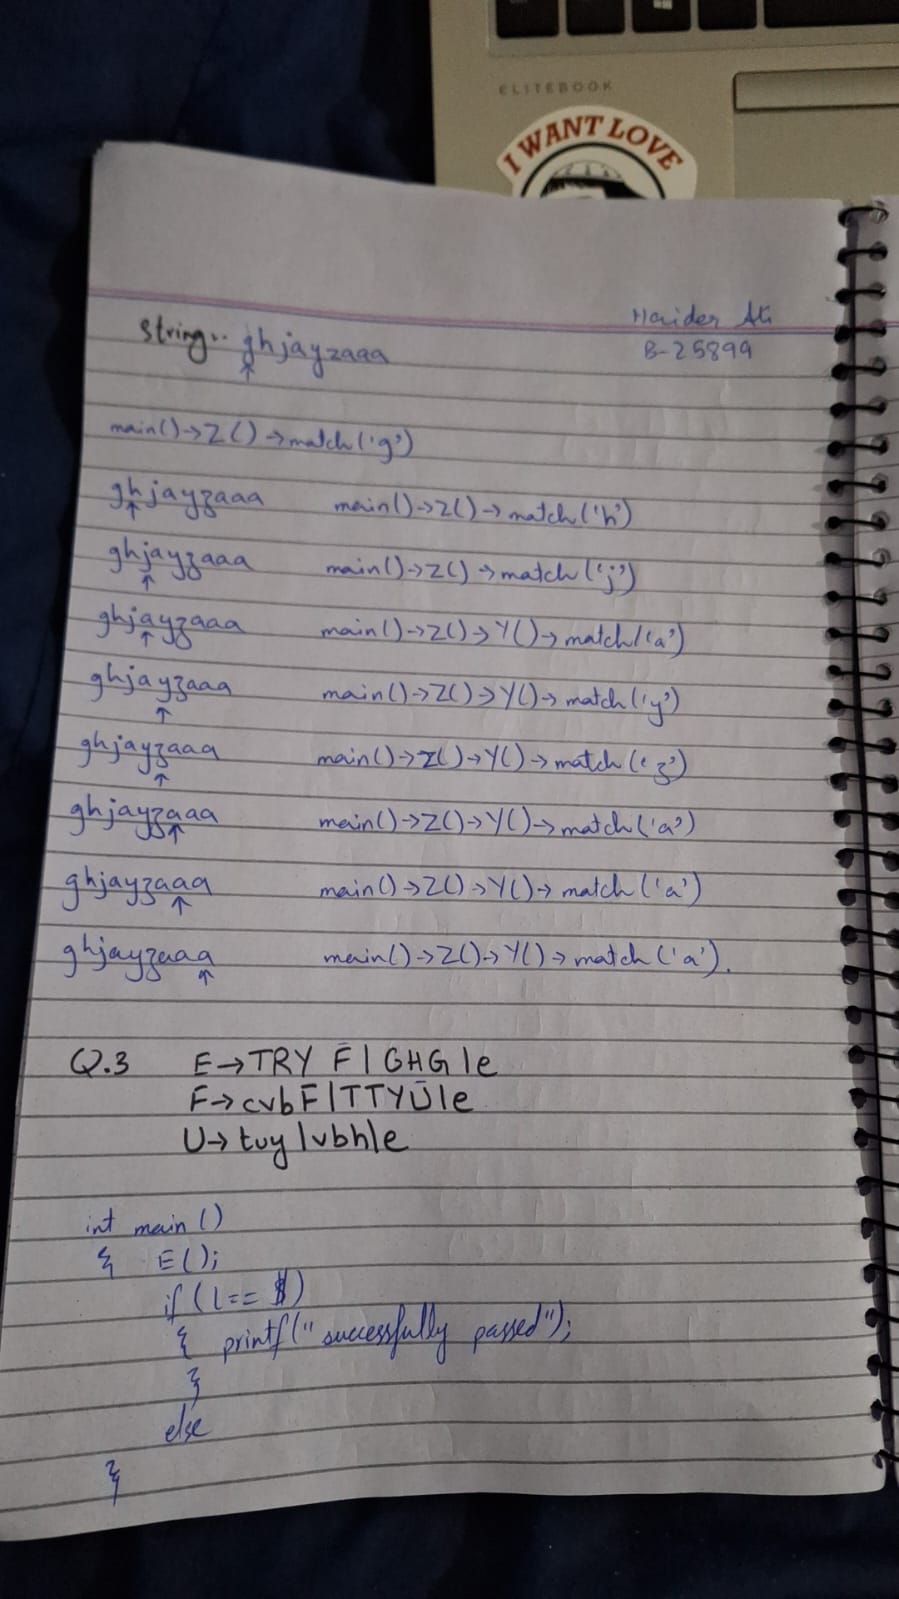 ELITEBOOK
I WANT LOVE
Haider Ali
B-25899
string.. ghjayzaaa
main()->Z()->match('g')
ghjayzaaa main()->Z()->match('h')
ghjayzaaa main()->Z()->match('j')
ghjayzaaa main()->Z()->Y()->match('a')
ghjayzaaa main()->Z()->Y()->match('y')
ghjayzaaa main()->Z()->Y()->match('z')
ghjayzaaa main()->Z()->Y()->match('a')
ghjayzaaa main()->Z()->Y()->match('a')
ghjayzaaa main()->Z()->Y()->match('a').
Q.3 E->TRY F|GHG|e
F->cvbF|TTYU|e
U->tuy|vbh|e
int main()
{ E();
if (l== $)
{ printf("successfully passed");
}
else
}